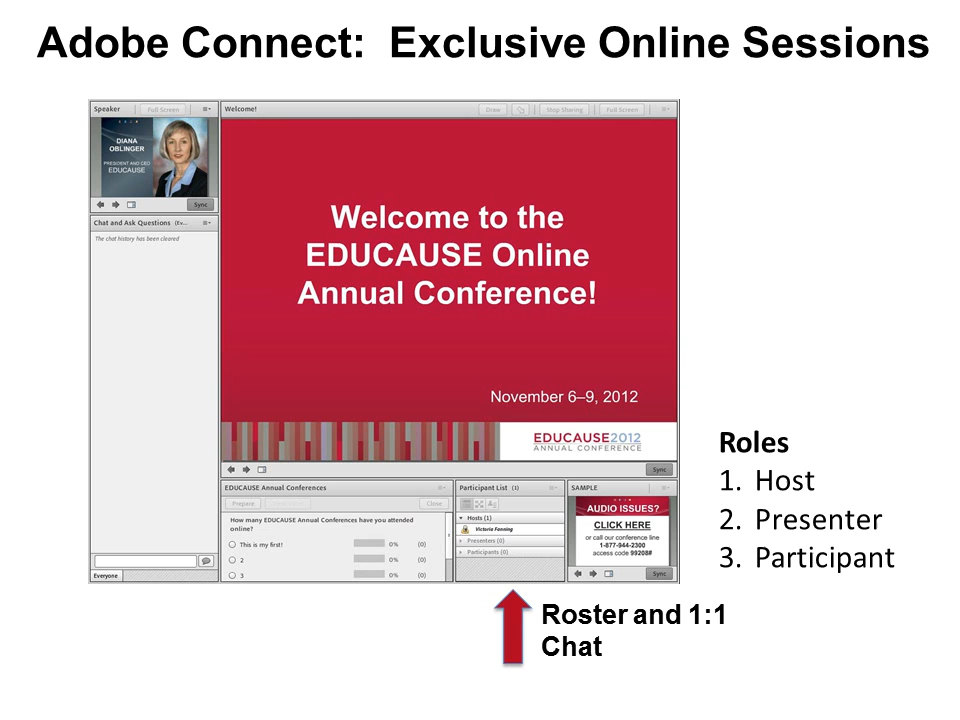 Adobe Connect:  Exclusive Online Sessions
Speaker
Full Screen
DIANA
OBLINGER
PRESIDENT AND CEO
EDUCAUSE
Sync
Chat and Ask Questions (Ev...
The chat history has been cleared
Everyone
Welcome!
Draw
Stop Sharing
Full Screen
Welcome to the
EDUCAUSE Online
Annual Conference!
November 6–9, 2012
EDUCAUSE2012
ANNUAL CONFERENCE
Sync
EDUCAUSE Annual Conferences
Prepare
Close
How many EDUCAUSE Annual Conferences have you attended
online?
This is my first! 0% (0)
2 0% (0)
3 0% (0)
Participant List (1)
Hosts (1)
Victoria Fanning
Presenters (0)
Participants (0)
SAMPLE
AUDIO ISSUES?
CLICK HERE
or call our conference line
1-877-944-2300
access code 99208#
Sync
Roles
1. Host
2. Presenter
3. Participant
Roster and 1:1
Chat